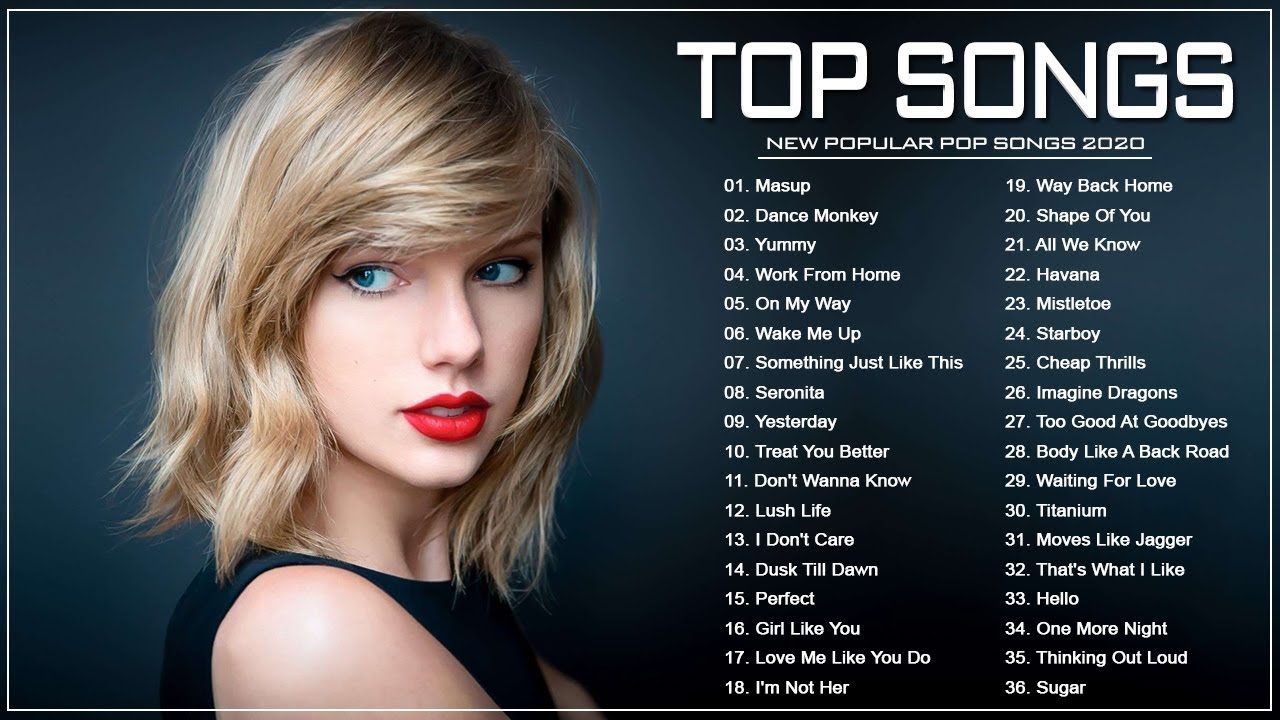 TOP SONGS
NEW POPULAR POP SONGS 2020
01. Masup
02. Dance Monkey
03. Yummy
04. Work From Home
05. On My Way
06. Wake Me Up
07. Something Just Like This
08. Seronita
09. Yesterday
10. Treat You Better
11. Don't Wanna Know
12. Lush Life
13. I Don't Care
14. Dusk Till Dawn
15. Perfect
16. Girl Like You
17. Love Me Like You Do
18. I'm Not Her
19. Way Back Home
20. Shape Of You
21. All We Know
22. Havana
23. Mistletoe
24. Starboy
25. Cheap Thrills
26. Imagine Dragons
27. Too Good At Goodbyes
28. Body Like A Back Road
29. Waiting For Love
30. Titanium
31. Moves Like Jagger
32. That's What I Like
33. Hello
34. One More Night
35. Thinking Out Loud
36. Sugar